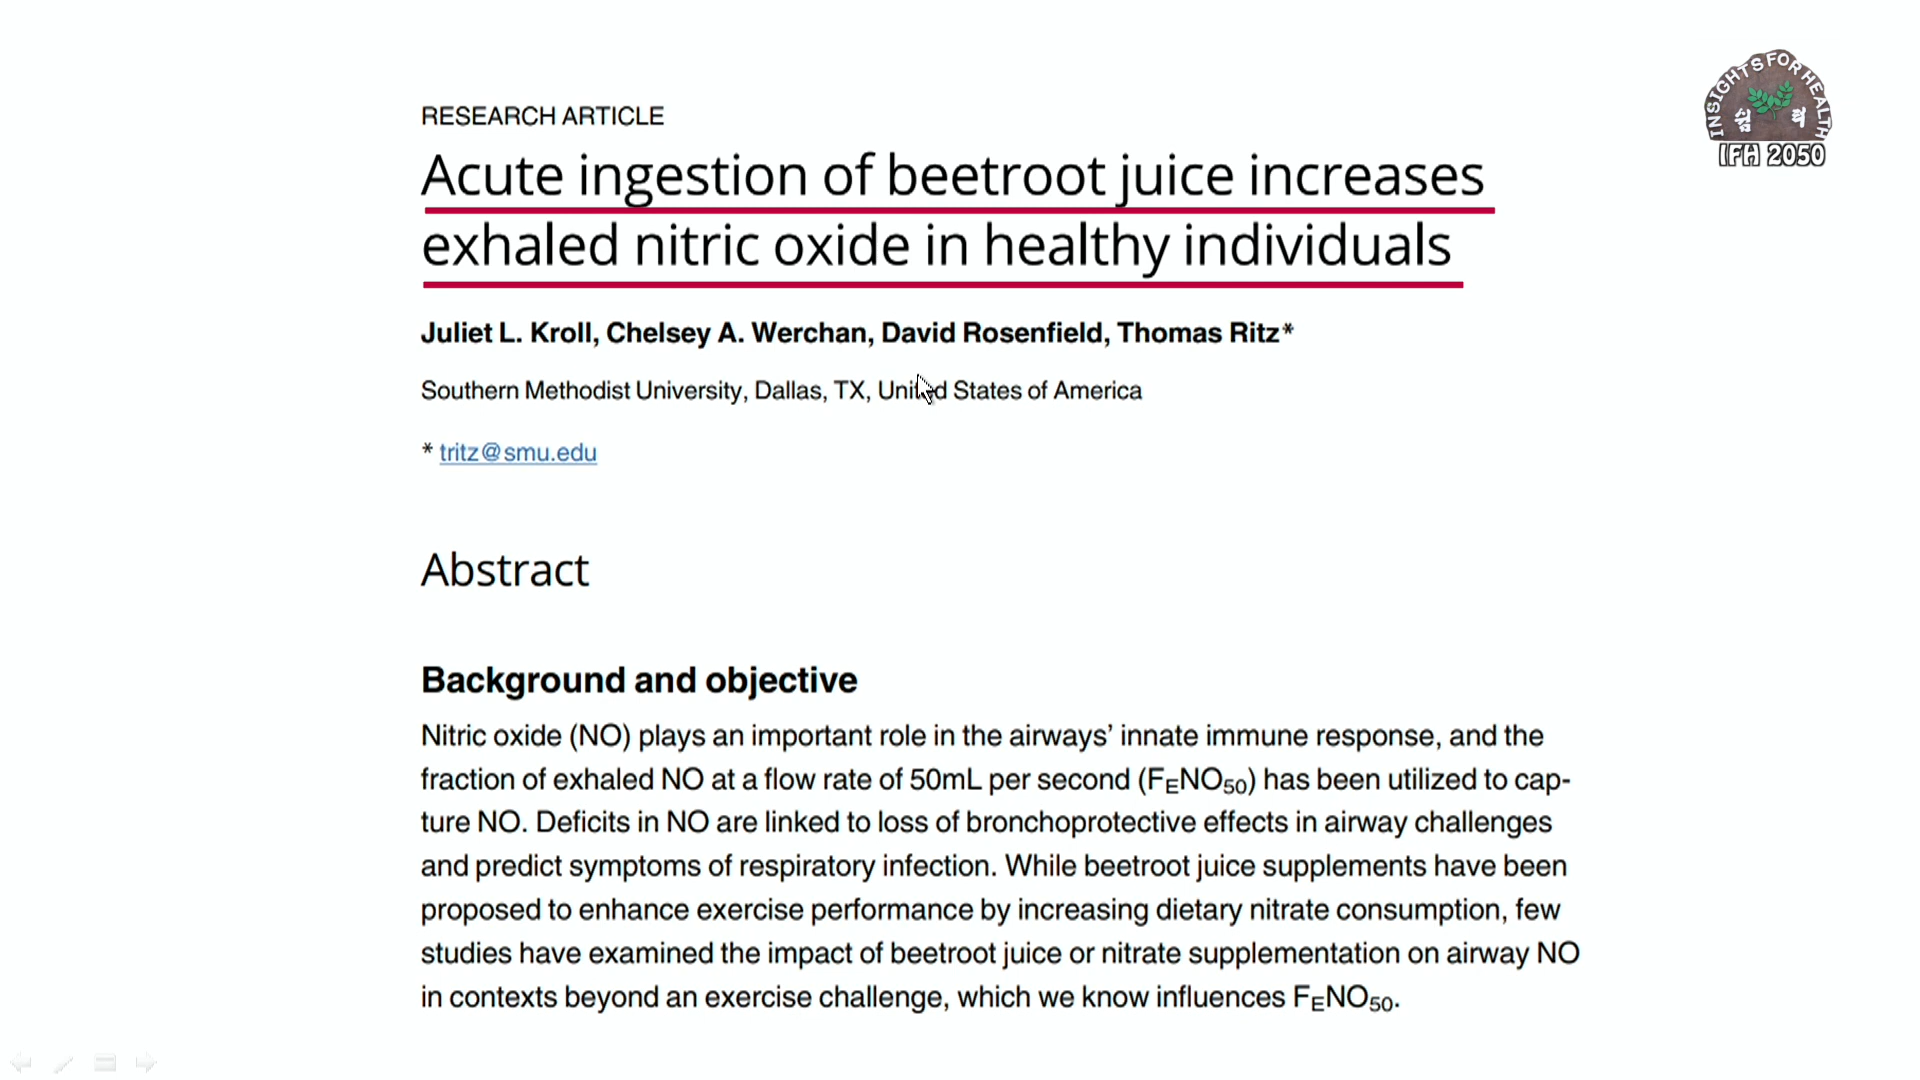 INSIGHTS FOR HEALTH
쉼 터
IFH 2050
RESEARCH ARTICLE
Acute ingestion of beetroot juice increases
exhaled nitric oxide in healthy individuals
Juliet L. Kroll, Chelsey A. Werchan, David Rosenfield, Thomas Ritz*
Southern Methodist University, Dallas, TX, United States of America
* tritz@smu.edu
Abstract
Background and objective
Nitric oxide (NO) plays an important role in the airways’ innate immune response, and the
fraction of exhaled NO at a flow rate of 50mL per second (FENO50) has been utilized to cap-
ture NO. Deficits in NO are linked to loss of bronchoprotective effects in airway challenges
and predict symptoms of respiratory infection. While beetroot juice supplements have been
proposed to enhance exercise performance by increasing dietary nitrate consumption, few
studies have examined the impact of beetroot juice or nitrate supplementation on airway NO
in contexts beyond an exercise challenge, which we know influences FENO50.